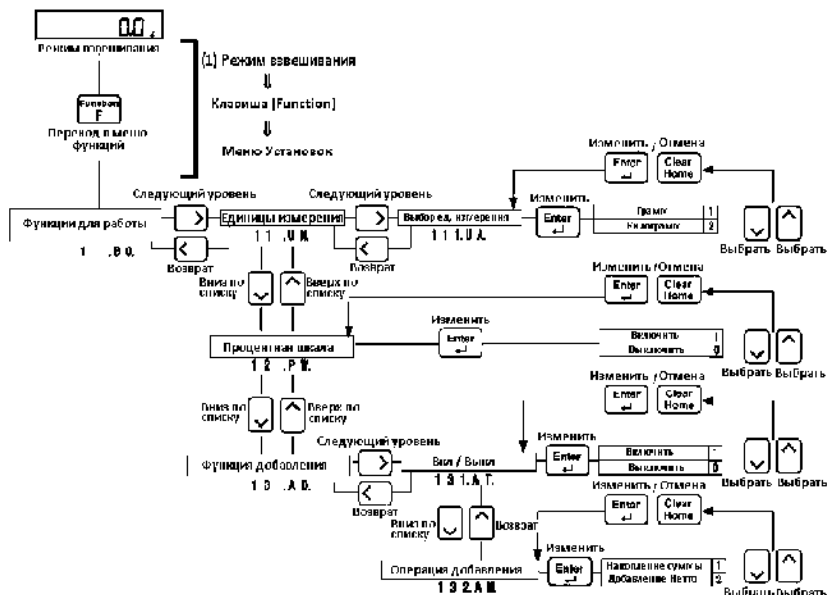 0.0
Режим взвешивания
(1) Режим взвешивания
⇓
Клавиша [Function]
⇓
Меню Установок
Function F
Переход в меню функций
Изменить / Отмена
Enter
Clear Home
Следующий уровень
Следующий уровень
Изменить
Функции для работы
Единицы измерения
Выбор ед. измерения
Enter
Грамм 1
Килограмм 2
1 .B 0.
1 1 .U N.
1 1 1.U A.
Возврат
Возврат
Выбрать Выбрать
Вниз по списку
Вверх по списку
Изменить / Отмена
Enter
Clear Home
Изменить
Процентная шкала
Enter
Включить 1
Выключить 0
1 2 .P W.
Выбрать Выбрать
Изменить / Отмена
Enter
Clear Home
Вниз по списку
Вверх по списку
Следующий уровень
Изменить
Функция добавления
Вкл / Выкл
Enter
Включить 1
Выключить 0
1 3 .A D.
1 3 1.A T.
Возврат
Выбрать Выбрать
Вниз по списку
Возврат
Изменить / Отмена
Enter
Clear Home
Изменить
Операция добавления
Enter
Накопление суммы 1
Добавление Нетто 2
1 3 2.A M.
Выбрать Выбрать